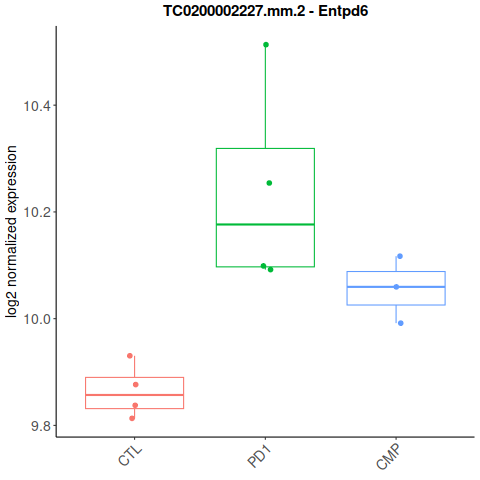 TC0200002227.mm.2 - Entpd6
log2 normalized expression
10.4
10.2
10.0
9.8
CTL
PD1
CMP